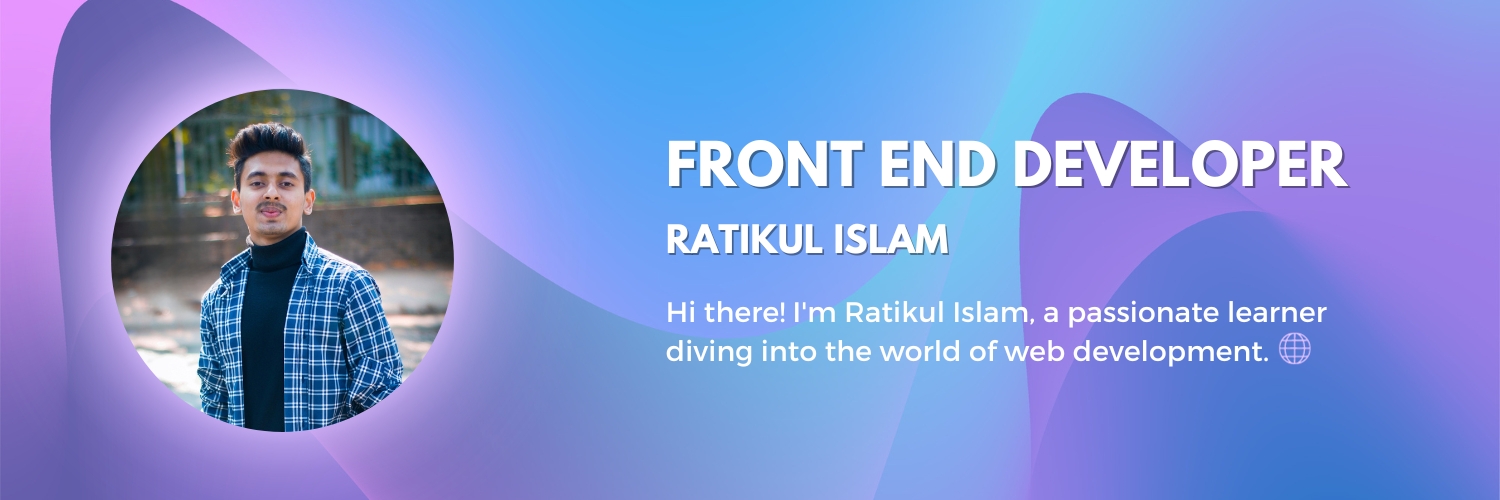 FRONT END DEVELOPER
RATIKUL ISLAM
Hi there! I'm Ratikul Islam, a passionate learner
diving into the world of web development.